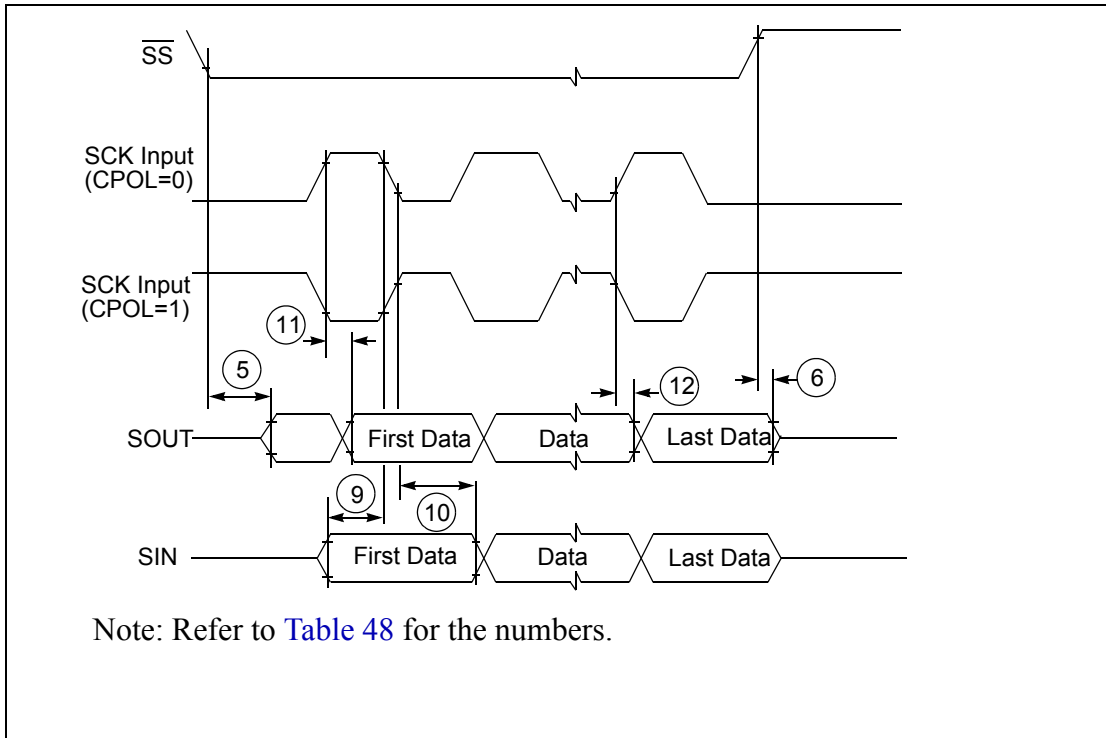 SS
SCK Input
(CPOL=0)
SCK Input
(CPOL=1)
11
5
12
6
SOUT
First Data
Data
Last Data
9
10
SIN
First Data
Data
Last Data
Note: Refer to Table 48 for the numbers.